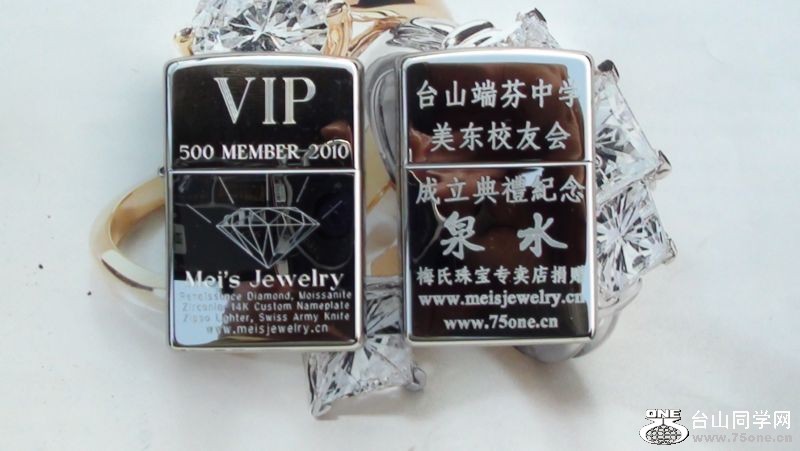 VIP
500 MEMBER 2010
Mei's Jewelry
Renaissance Diamond, Moissanite
Zirconier 14K Custom Nameplate
Zippo Lighter, Swiss Army Knife
www.meisjewelry.cn
台山端芬中学
美东校友会
成立典禮紀念
泉 水
梅氏珠宝专卖店捐赠
www.meisjewelry.cn
www.75one.cn
ONE
台山同学网
www.75one.cn